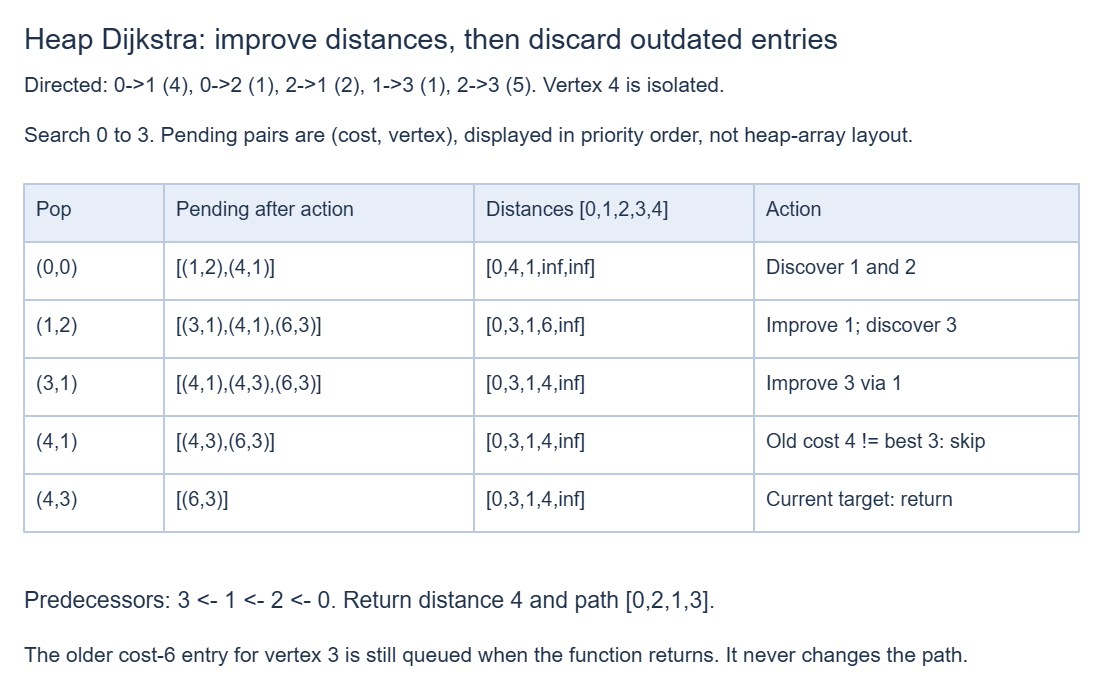 Heap Dijkstra: improve distances, then discard outdated entries
Directed: 0->1 (4), 0->2 (1), 2->1 (2), 1->3 (1), 2->3 (5). Vertex 4 is isolated.
Search 0 to 3. Pending pairs are (cost, vertex), displayed in priority order, not heap-array layout.
Pop Pending after action Distances [0,1,2,3,4] Action
(0,0) [(1,2),(4,1)] [0,4,1,inf,inf] Discover 1 and 2
(1,2) [(3,1),(4,1),(6,3)] [0,3,1,6,inf] Improve 1; discover 3
(3,1) [(4,1),(4,3),(6,3)] [0,3,1,4,inf] Improve 3 via 1
(4,1) [(4,3),(6,3)] [0,3,1,4,inf] Old cost 4 != best 3: skip
(4,3) [(6,3)] [0,3,1,4,inf] Current target: return
Predecessors: 3 <- 1 <- 2 <- 0. Return distance 4 and path [0,2,1,3].
The older cost-6 entry for vertex 3 is still queued when the function returns. It never changes the path.